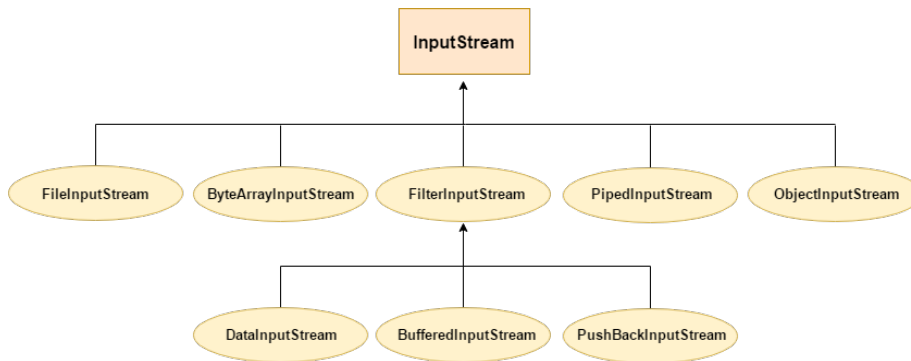 InputStream
FileInputStream
ByteArrayInputStream
FilterInputStream
PipedInputStream
ObjectInputStream
DataInputStream
BufferedInputStream
PushBackInputStream